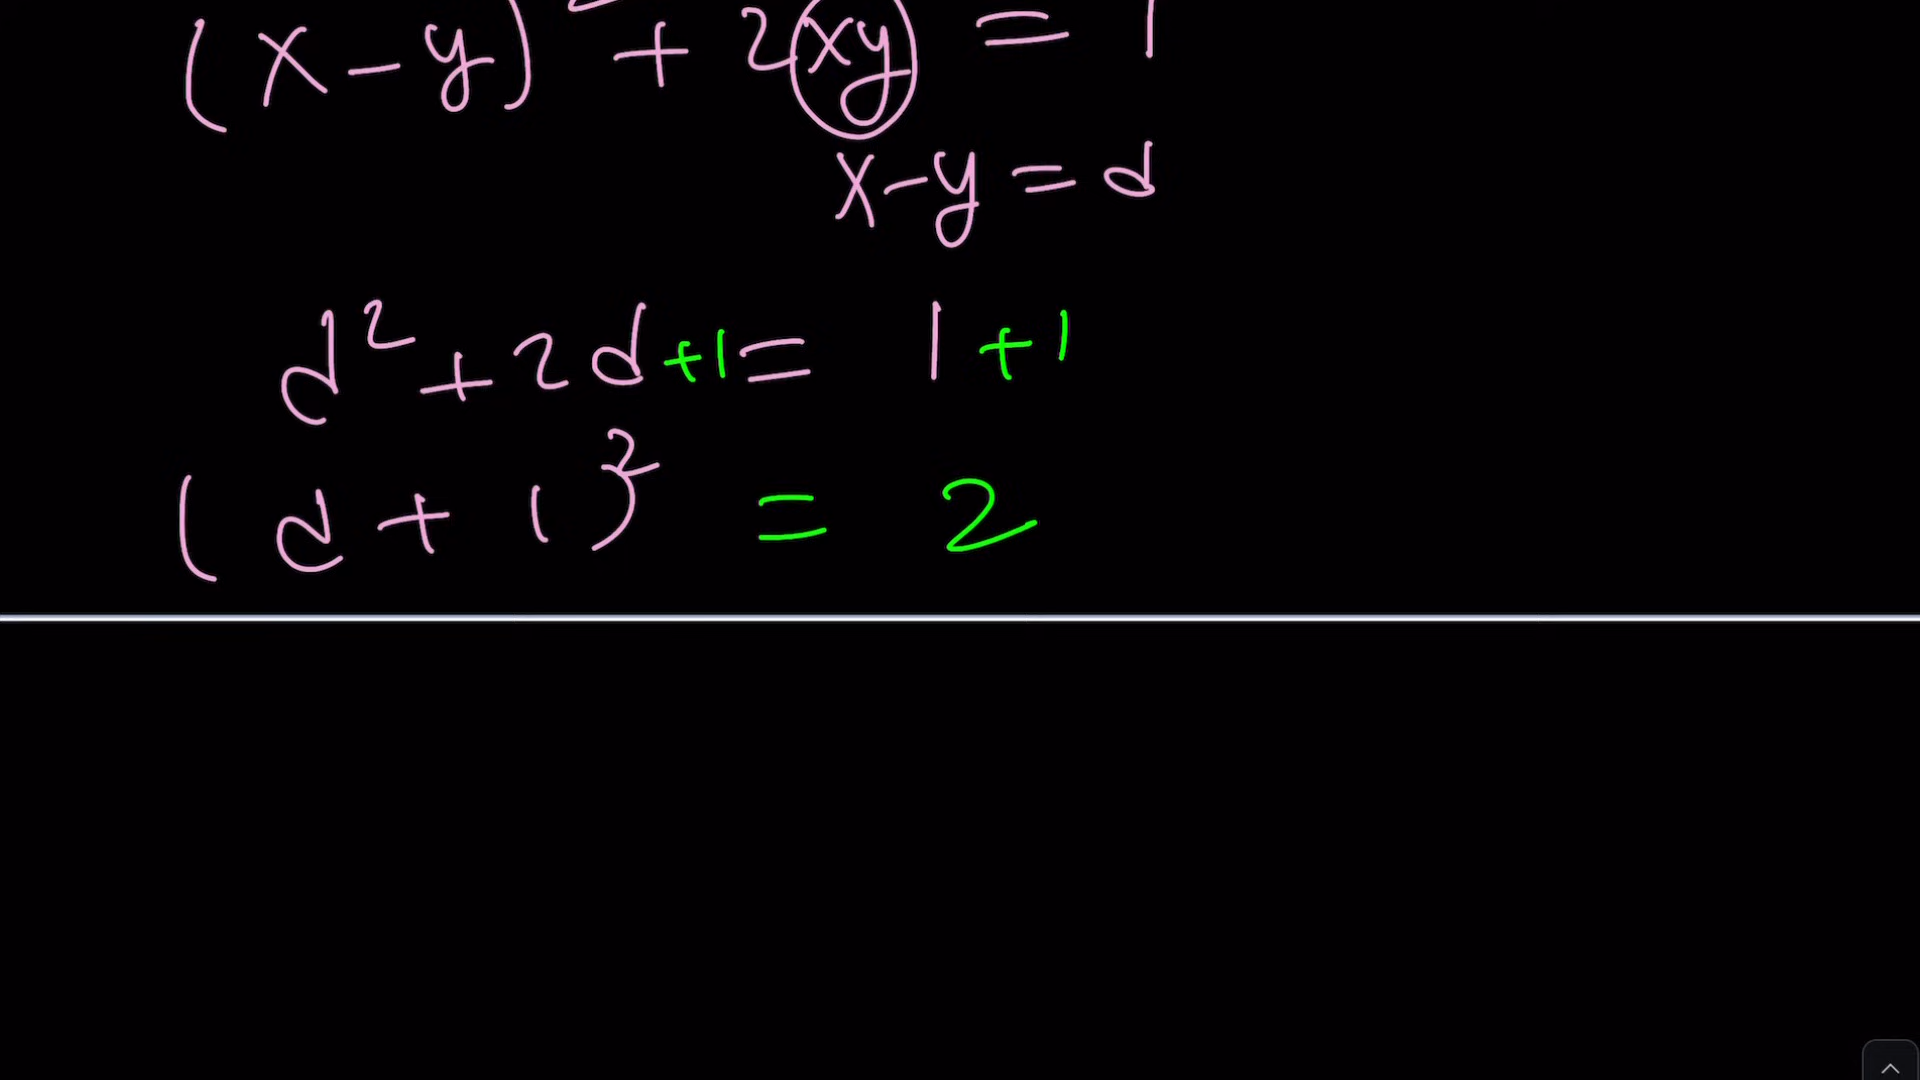 (x-y)² + 2xy = 1
x-y = d
d² + 2d +1 = 1 +1
(d + 1)² = 2